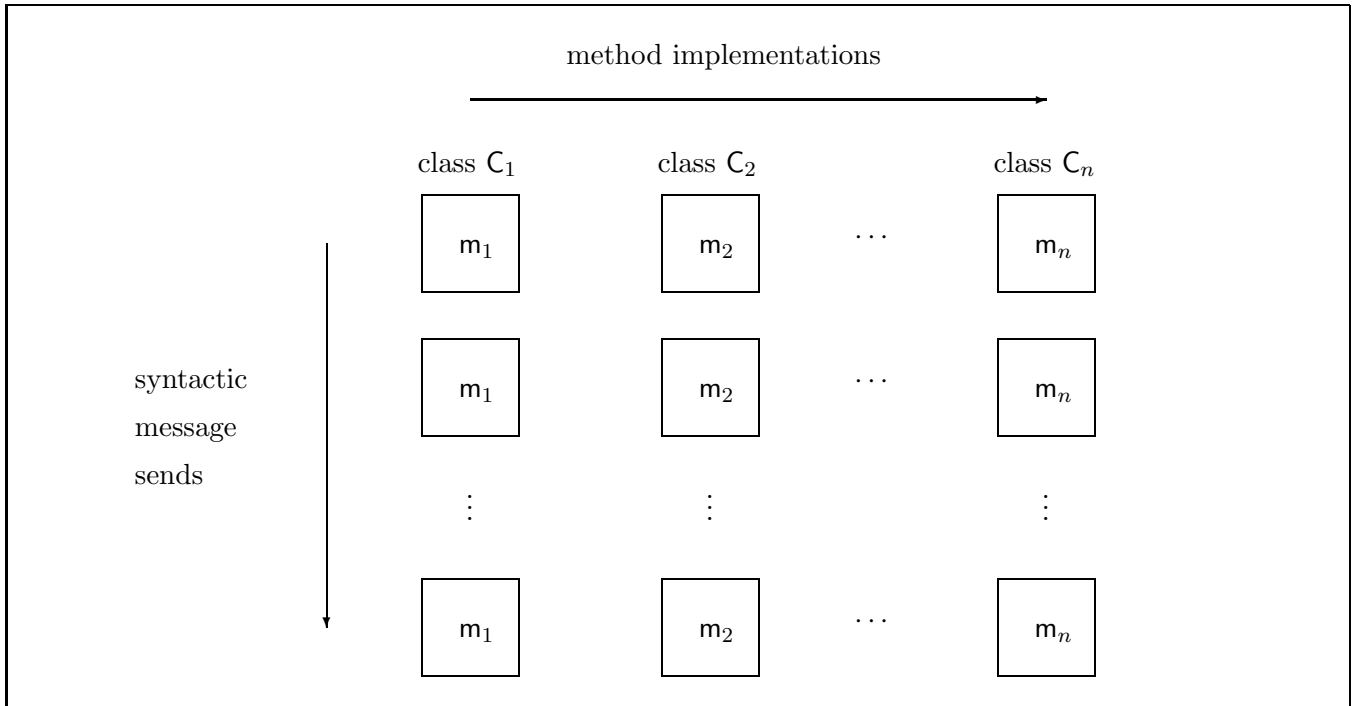 method implementations
class C₁ class C₂ class Cₙ
m₁ m₂ ··· mₙ
syntactic
message
sends
m₁ m₂ ··· mₙ
⋮ ⋮ ⋮
m₁ m₂ ··· mₙ